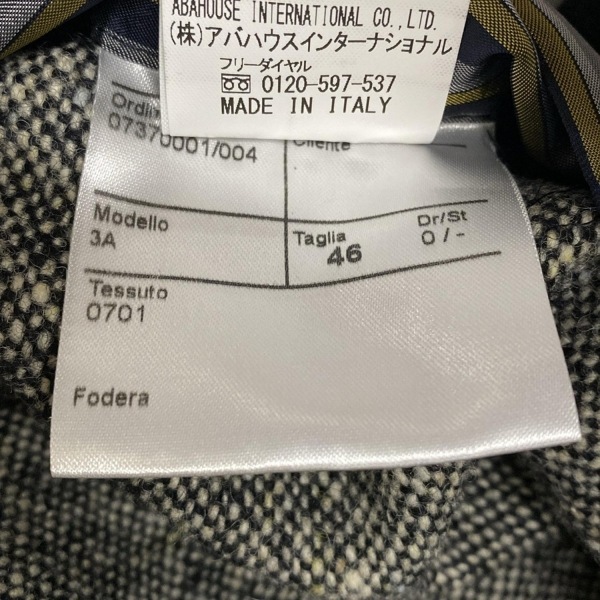 ABAHOUSE INTERNATIONAL CO.,LTD.
(株)アバハウスインターナショナル
フリーダイヤル
0120-597-537
MADE IN ITALY
07370001/004
Cliente
Modello
3A
Taglia
46
Dr/St
0 / -
Tessuto
0701
Fodera